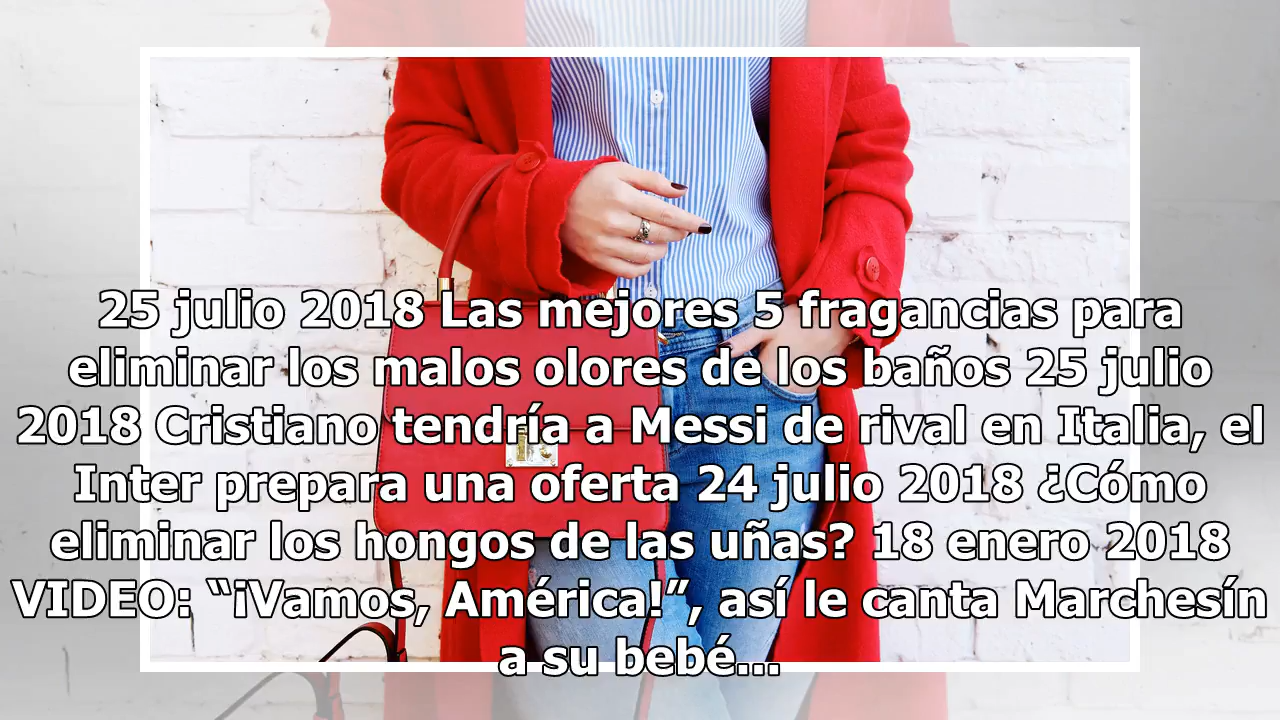 25 julio 2018 Las mejores 5 fragancias para
eliminar los malos olores de los baños 25 julio
2018 Cristiano tendría a Messi de rival en Italia, el
Inter prepara una oferta 24 julio 2018 ¿Cómo
eliminar los hongos de las uñas? 18 enero 2018
VIDEO: “¡Vamos, América!”, así le canta Marchesín
a su bebé...